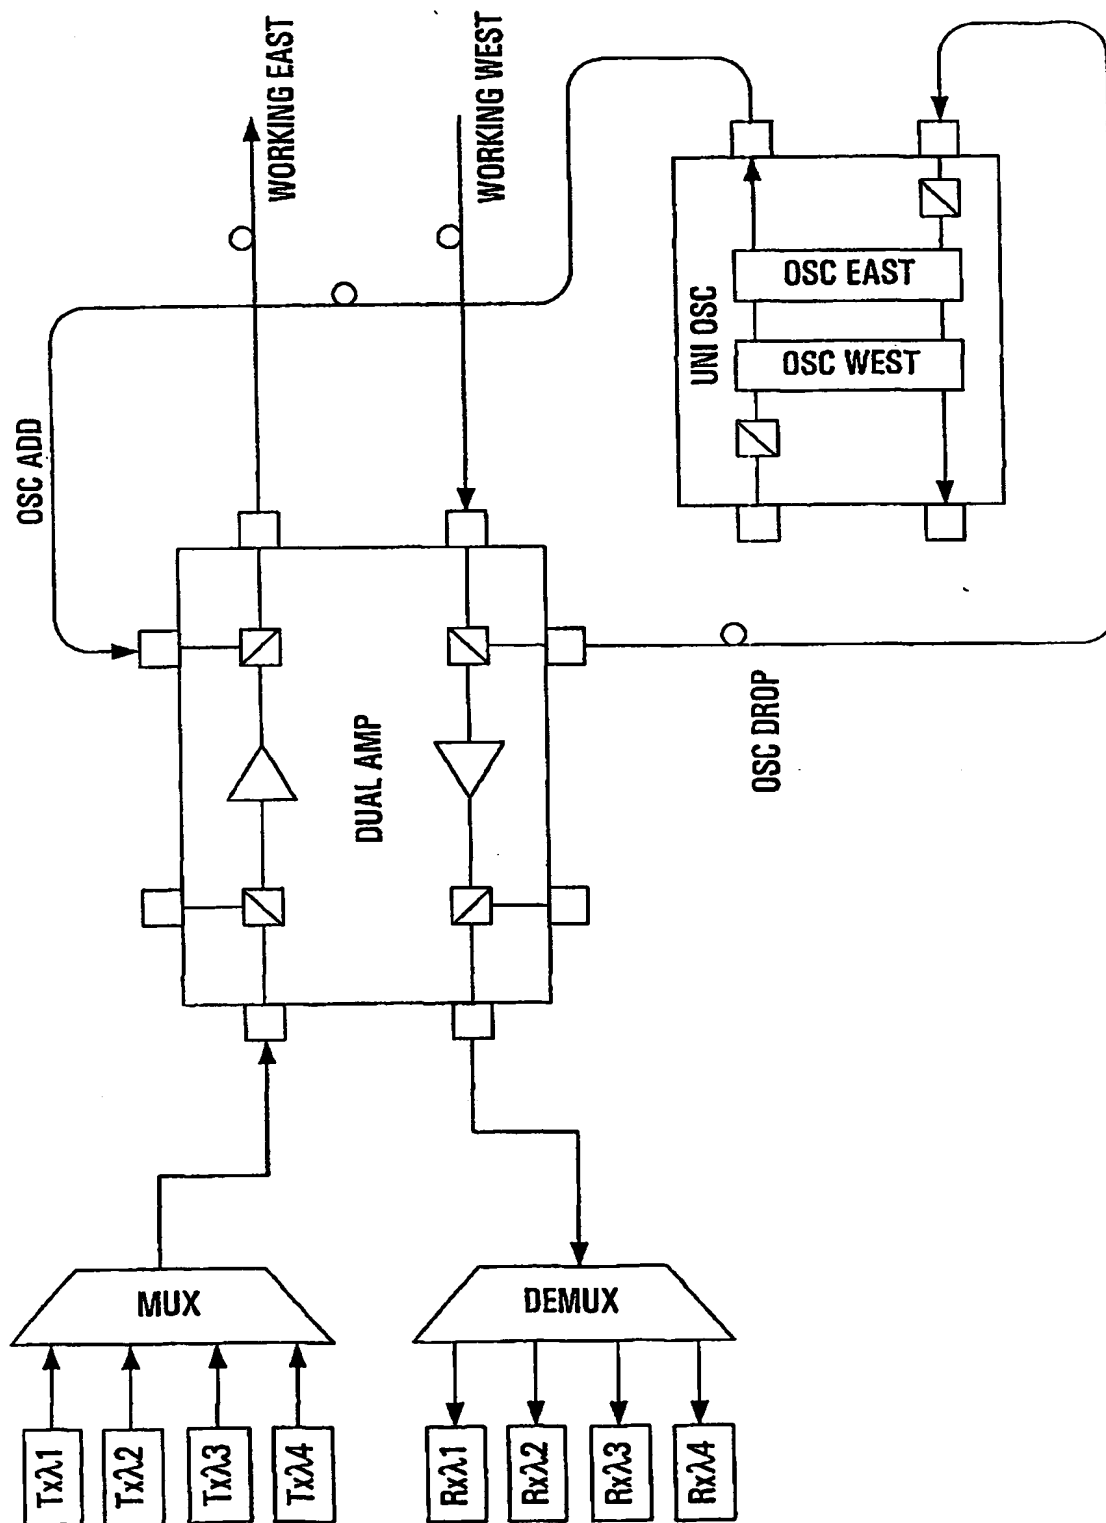 OSC ADD
WORKING EAST
WORKING WEST
UNI OSC
OSC EAST
OSC WEST
DUAL AMP
OSC DROP
MUX
DEMUX
Txλ1
Txλ2
Txλ3
Txλ4
Rxλ1
Rxλ2
Rxλ3
Rxλ4